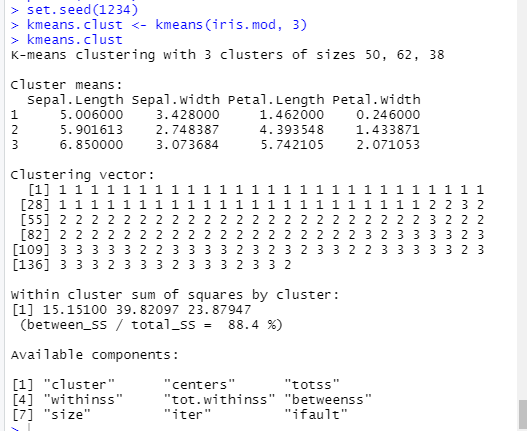 > set.seed(1234)
> kmeans.clust <- kmeans(iris.mod, 3)
> kmeans.clust
K-means clustering with 3 clusters of sizes 50, 62, 38

Cluster means:
  Sepal.Length Sepal.Width Petal.Length Petal.Width
1     5.006000    3.428000     1.462000    0.246000
2     5.901613    2.748387     4.393548    1.433871
3     6.850000    3.073684     5.742105    2.071053

Clustering vector:
  [1] 1 1 1 1 1 1 1 1 1 1 1 1 1 1 1 1 1 1 1 1 1 1 1 1 1 1 1
 [28] 1 1 1 1 1 1 1 1 1 1 1 1 1 1 1 1 1 1 1 1 1 1 1 2 2 3 2
 [55] 2 2 2 2 2 2 2 2 2 2 2 2 2 2 2 2 2 2 2 2 2 2 2 3 2 2 2
 [82] 2 2 2 2 2 2 2 2 2 2 2 2 2 2 2 2 2 2 2 3 2 3 3 3 3 2 3
[109] 3 3 3 3 3 2 2 3 3 3 3 2 3 2 3 2 3 3 2 2 3 3 3 3 3 2 3
[136] 3 3 3 2 3 3 3 2 3 3 3 2 3 3 2

Within cluster sum of squares by cluster:
[1] 15.15100 39.82097 23.87947
 (between_SS / total_SS =  88.4 %)

Available components:

[1] "cluster"      "centers"      "totss"
[4] "withinss"     "tot.withinss" "betweenss"
[7] "size"         "iter"         "ifault"
>